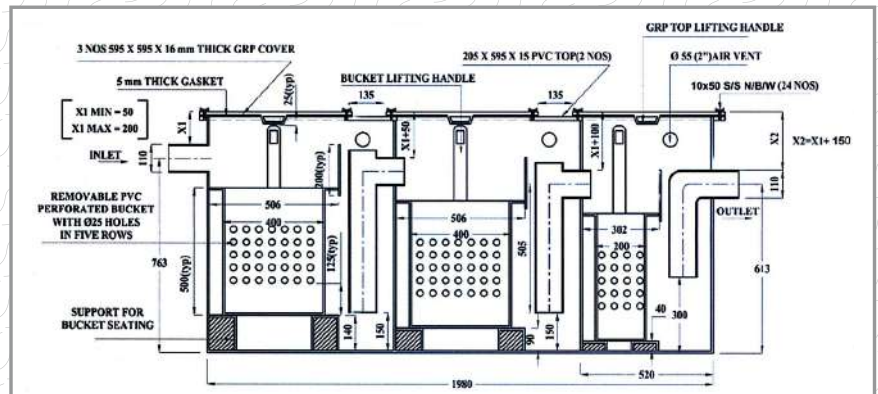 GRP TOP LIFTING HANDLE
3 NOS 595 X 595 X 16 mm THICK GRP COVER
205 X 595 X 15 PVC TOP(2 NOS)
Ø 55 (2")AIR VENT
5 mm THICK GASKET
BUCKET LIFTING HANDLE
10x50 S/S N/B/W (24 NOS)
25(typ)
135
135
X1 MIN = 50
X1 MAX = 200
X1
X1+50
X1+100
X2
X2=X1+ 150
INLET
110
200(typ)
110
OUTLET
REMOVABLE PVC
PERFORATED BUCKET
WITH Ø25 HOLES
IN FIVE ROWS
506
400
506
400
302
200
763
500(typ)
125(typ)
505
613
SUPPORT FOR
BUCKET SEATING
140
150
90
150
40
300
520
1980